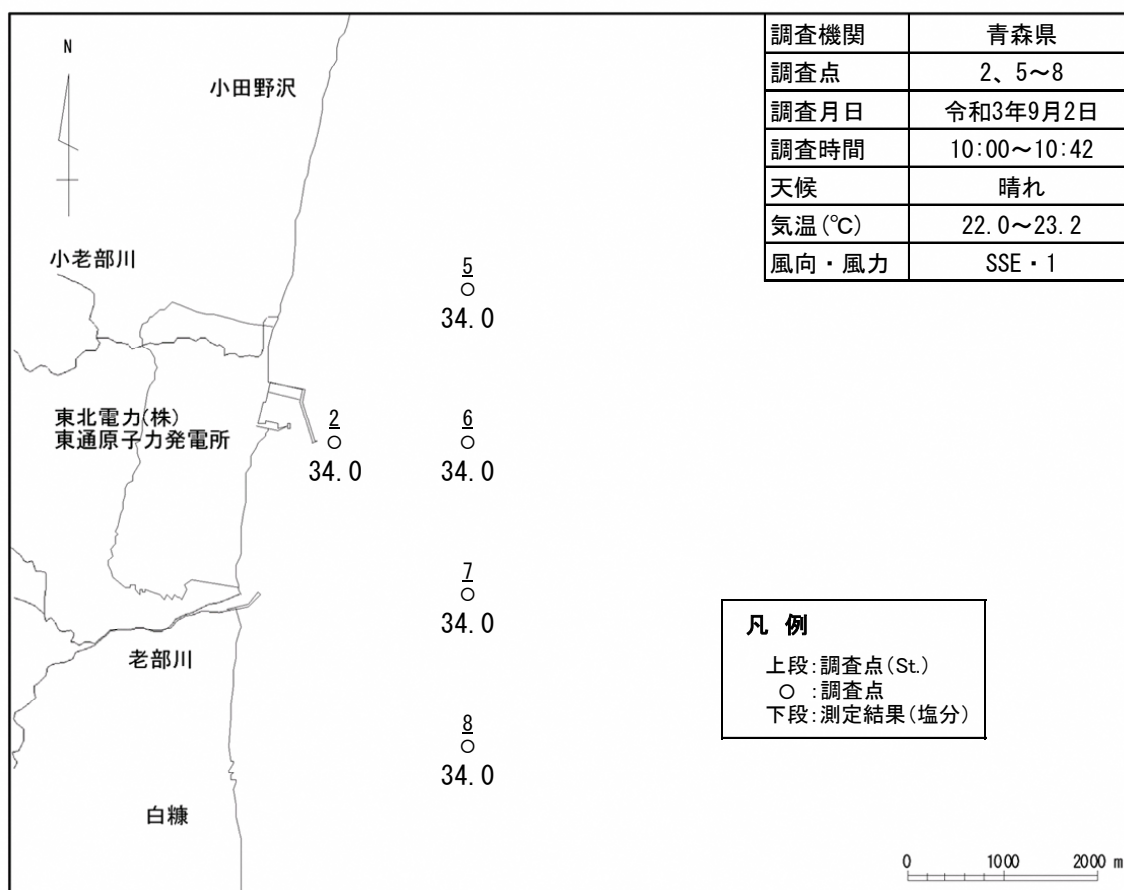 調査機関 青森県
調査点 2、5～8
調査月日 令和3年9月2日
調査時間 10:00～10:42
天候 晴れ
気温(℃) 22.0～23.2
風向・風力 SSE・1
N
小田野沢
小老部川
5
34.0
東北電力(株)
東通原子力発電所
2
34.0
6
34.0
7
34.0
老部川
8
34.0
白糠
凡 例
上段:調査点(St.)
○ :調査点
下段:測定結果(塩分)
0 1000 2000 m